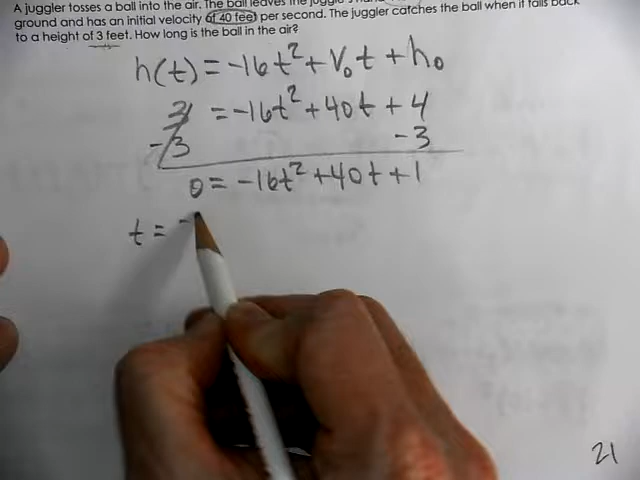 A juggler tosses a ball into the air. The ball leaves the juggle
ground and has an initial velocity of 40 feet per second. The juggler catches the ball when it falls back
to a height of 3 feet. How long is the ball in the air?
h(t) = -16t² + V₀t + h₀
3 = -16t² + 40t + 4
-3 -3
0 = -16t² + 40t + 1
t = -
21